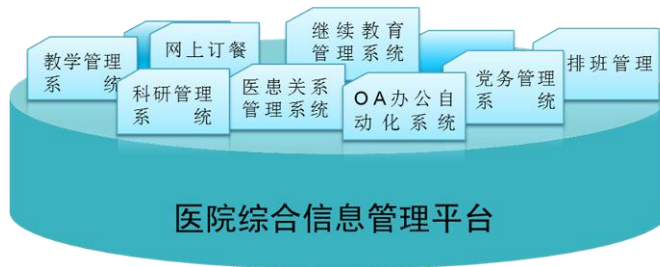 教学管理
系统
网上订餐
继续教育
管理系统
排班管理
科研管理
系统
医患关系
管理系统
OA办公自
动化系统
党务管理
系统
医院综合信息管理平台